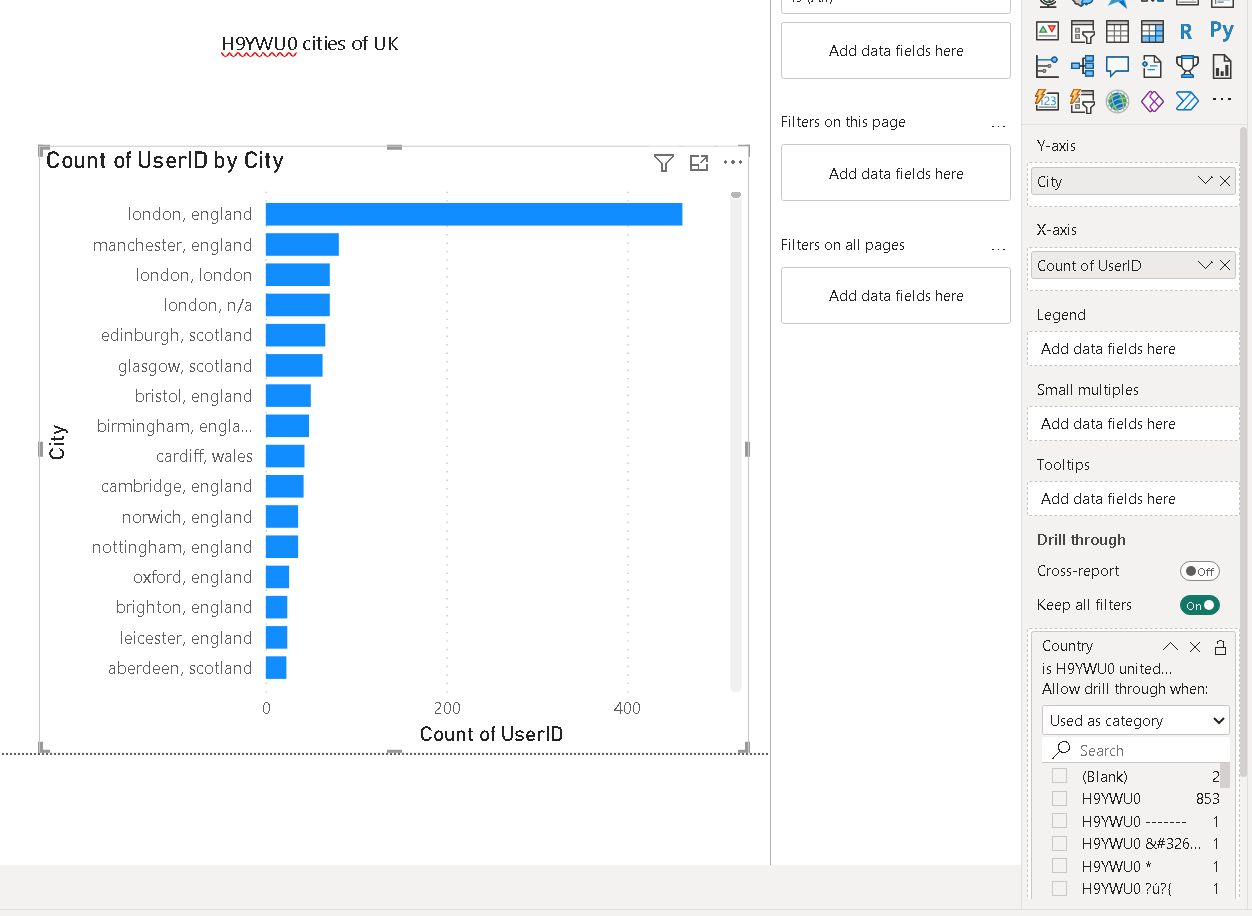 H9YWU0 cities of UK
Count of UserID by City
london, england
manchester, england
london, london
london, n/a
edinburgh, scotland
glasgow, scotland
bristol, england
birmingham, engla...
cardiff, wales
cambridge, england
norwich, england
nottingham, england
oxford, england
brighton, england
leicester, england
aberdeen, scotland
City
0 200 400
Count of UserID
Add data fields here
Filters on this page ...
Add data fields here
Filters on all pages ...
Add data fields here
R Py
123
Y-axis
City
X-axis
Count of UserID
Legend
Add data fields here
Small multiples
Add data fields here
Tooltips
Add data fields here
Drill through
Cross-report Off
Keep all filters On
Country
is H9YWU0 united...
Allow drill through when:
Used as category
Search
(Blank) 2
H9YWU0 853
H9YWU0 ------- 1
H9YWU0 &#326... 1
H9YWU0 * 1
H9YWU0 ?ú?{ 1